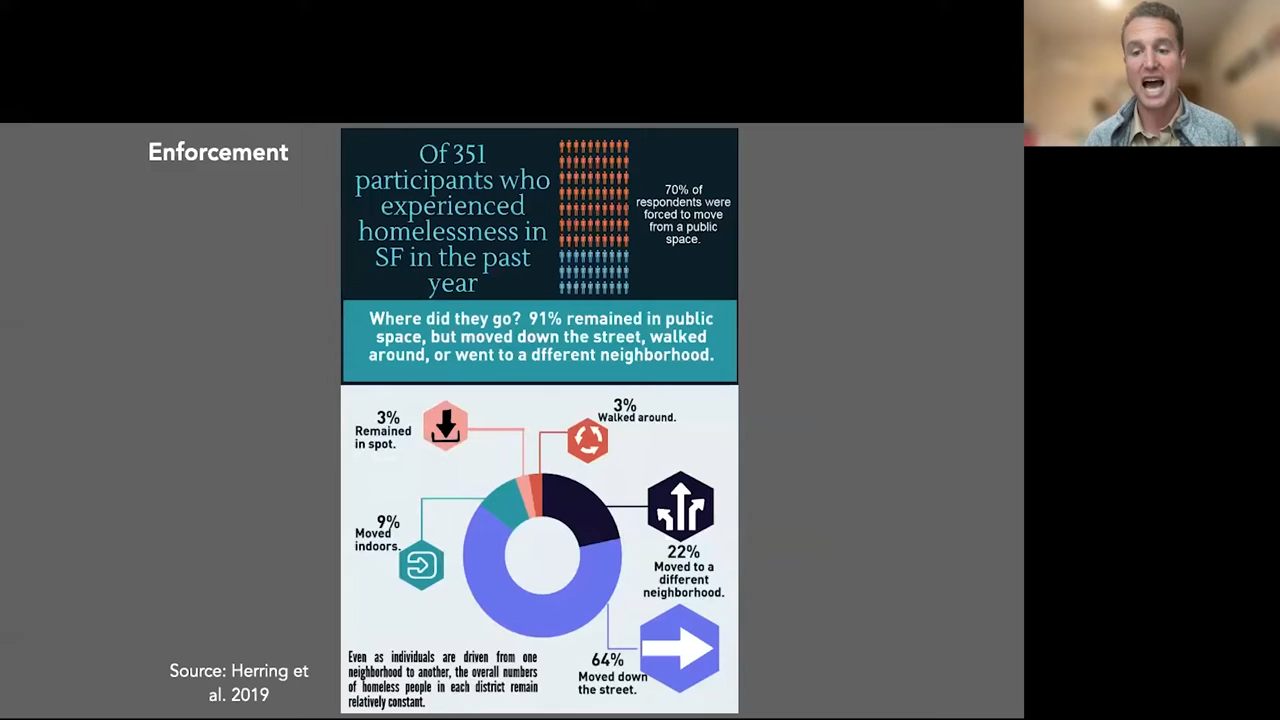 Enforcement
Of 351
participants who
experienced
homelessness in
SF in the past
year
70% of
respondents were
forced to move
from a public
space.
Where did they go? 91% remained in public
space, but moved down the street, walked
around, or went to a dfferent neighborhood.
3%
Remained
in spot.
3%
Walked around.
9%
Moved
indoors.
22%
Moved to a
different
neighborhood.
64%
Moved down
the street.
Even as individuals are driven from one
neighborhood to another, the overall numbers
of homeless people in each district remain
relatively constant.
Source: Herring et
al. 2019